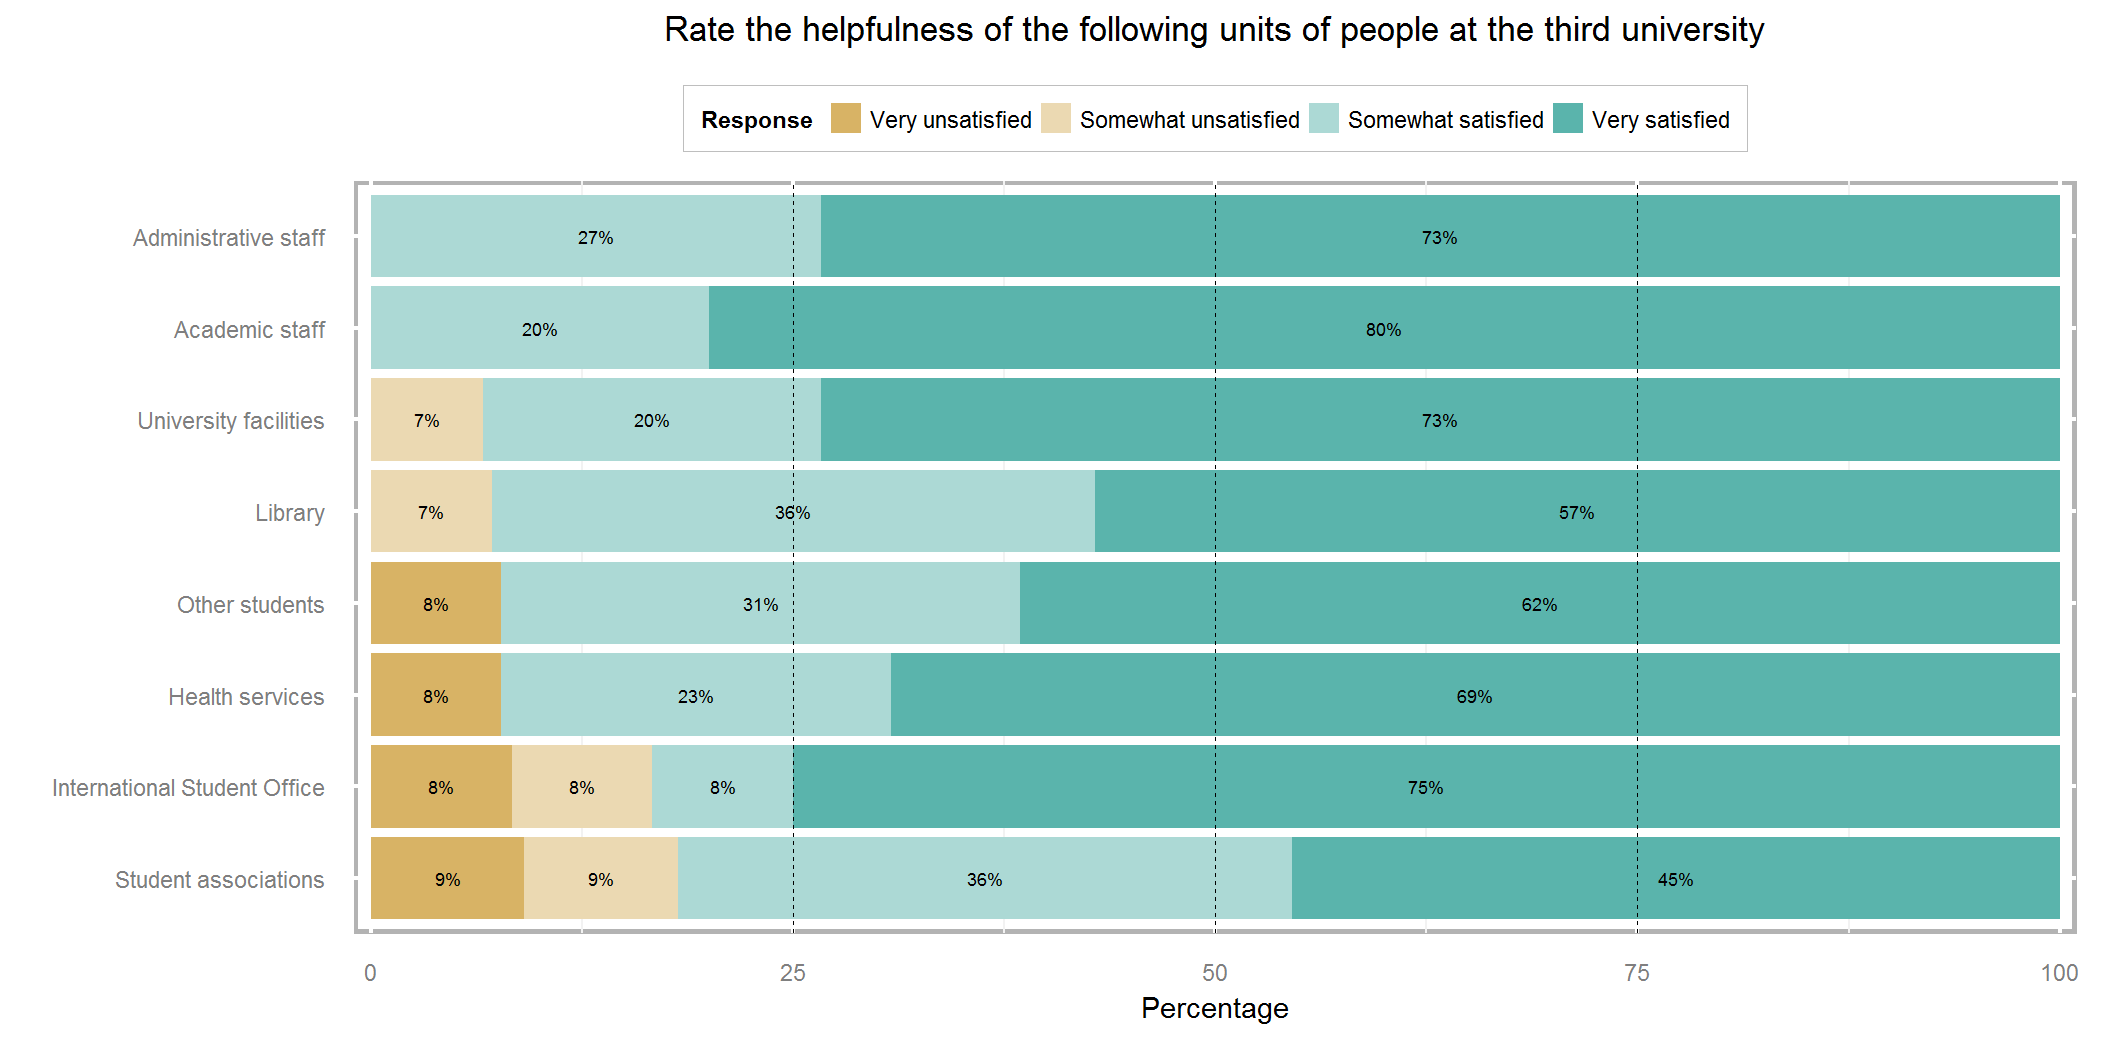 Rate the helpfulness of the following units of people at the third university
Response Very unsatisfied Somewhat unsatisfied Somewhat satisfied Very satisfied
Administrative staff 27% 73%
Academic staff 20% 80%
University facilities 7% 20% 73%
Library 7% 36% 57%
Other students 8% 31% 62%
Health services 8% 23% 69%
International Student Office 8% 8% 8% 75%
Student associations 9% 9% 36% 45%
0 25 50 75 100
Percentage